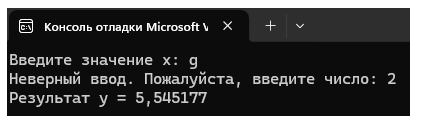 Консоль отладки Microsoft V
Введите значение x: g
Неверный ввод. Пожалуйста, введите число: 2
Результат y = 5,545177